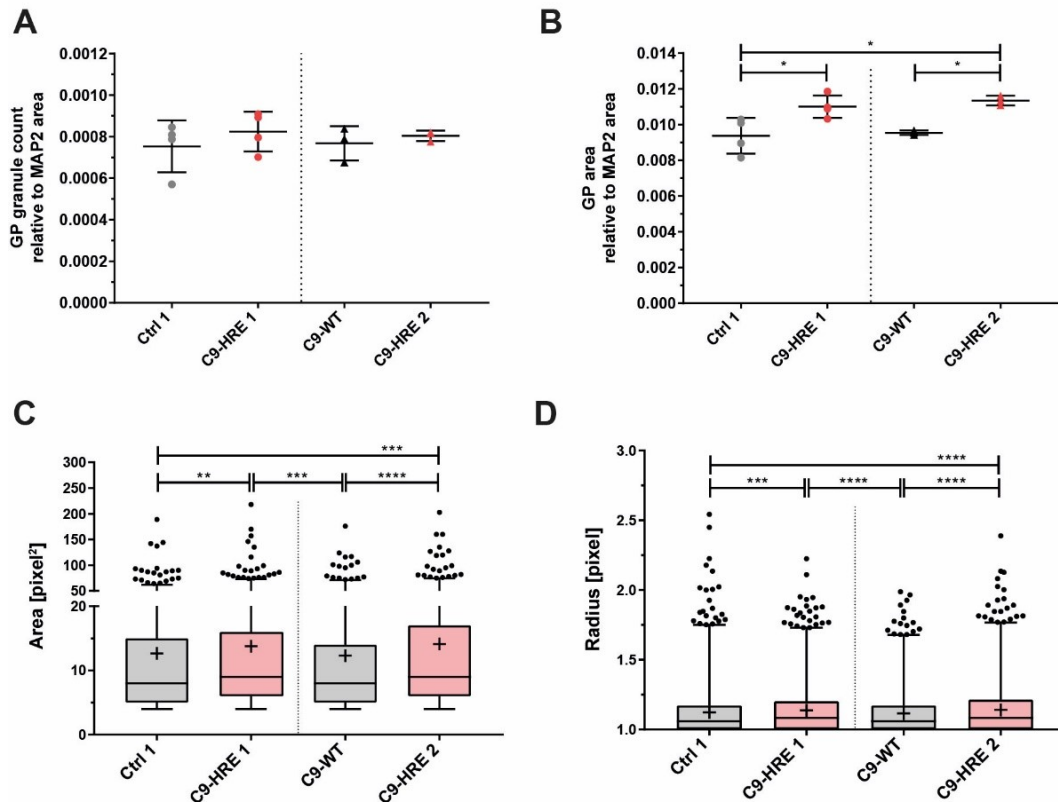 A
GP granule count
relative to MAP2 area
0.0012
0.0010
0.0008
0.0006
0.0004
0.0002
0.0000
Ctrl 1
C9-HRE 1
C9-WT
C9-HRE 2
B
GP area
relative to MAP2 area
0.014
0.012
0.010
0.008
0.006
0.004
0.002
0.000
*
*
*
Ctrl 1
C9-HRE 1
C9-WT
C9-HRE 2
C
Area [pixel²]
300
250
200
150
100
50
20
10
0
***
** *** ****
Ctrl 1
C9-HRE 1
C9-WT
C9-HRE 2
D
Radius [pixel]
3.0
2.5
2.0
1.5
1.0
****
*** **** ****
Ctrl 1
C9-HRE 1
C9-WT
C9-HRE 2